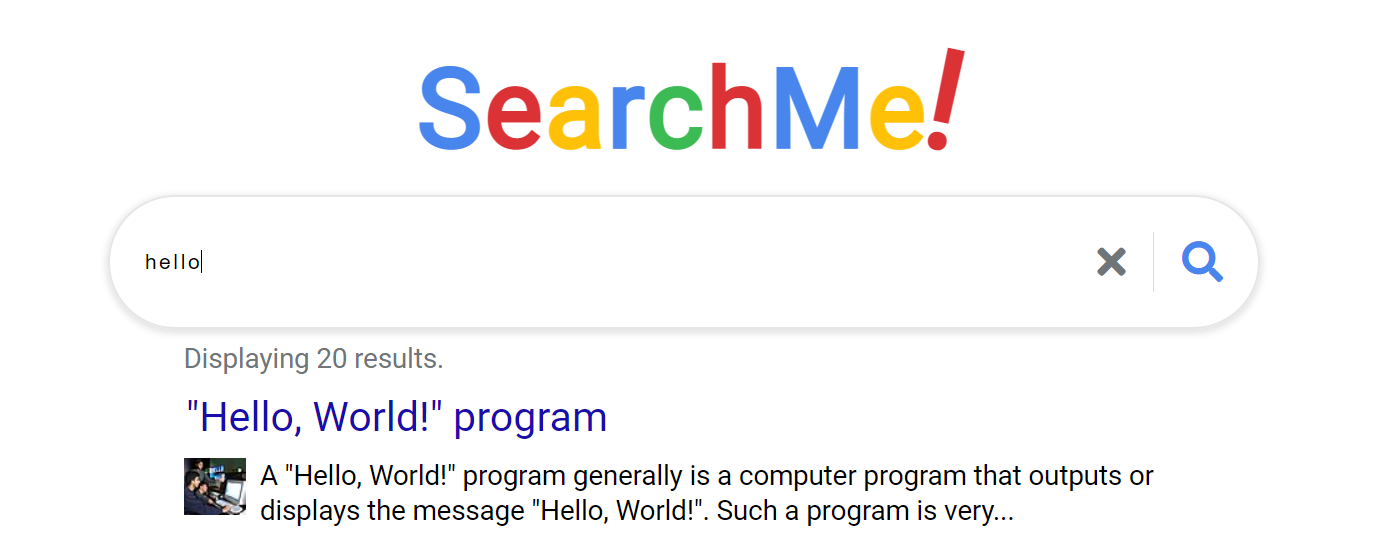 SearchMe!
hello
Displaying 20 results.
"Hello, World!" program
A "Hello, World!" program generally is a computer program that outputs or
displays the message "Hello, World!". Such a program is very...